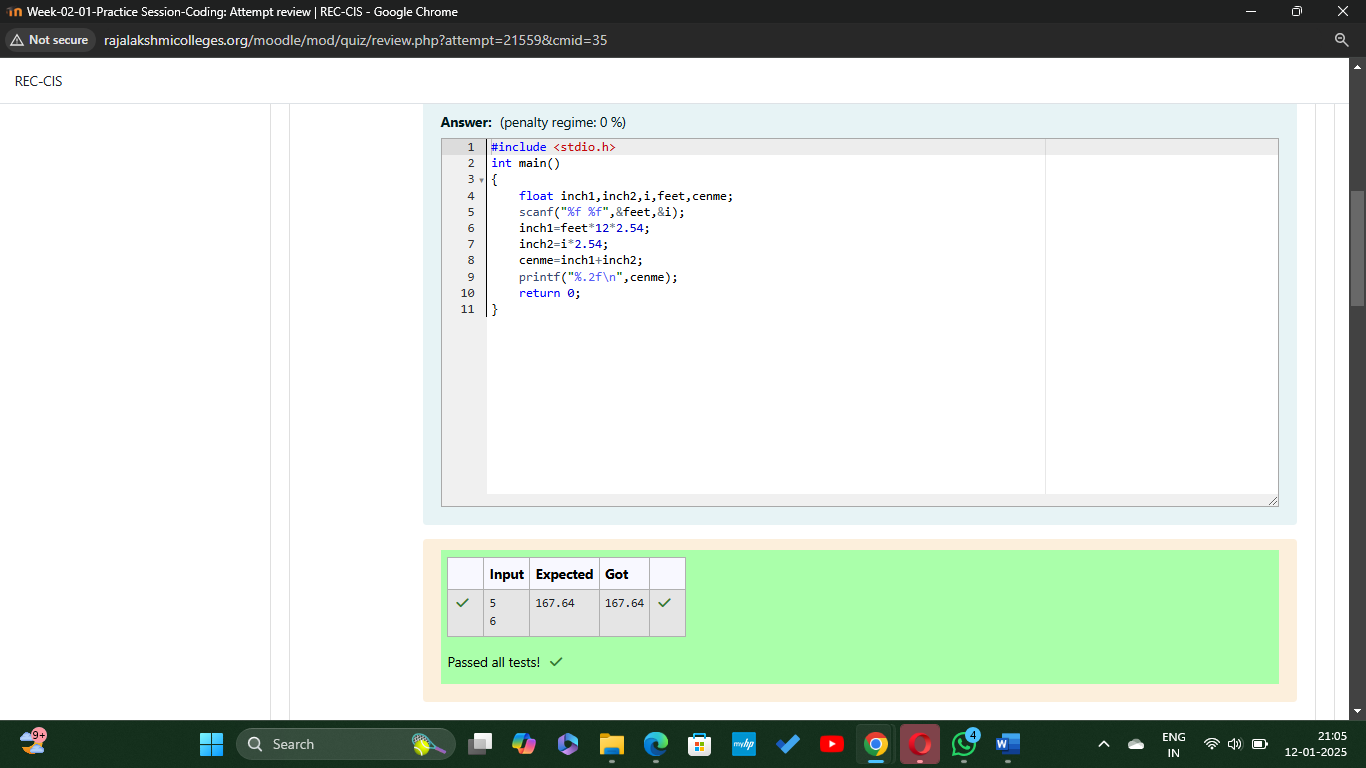 Week-02-01-Practice Session-Coding: Attempt review | REC-CIS - Google Chrome
Not secure rajalakshmicolleges.org/moodle/mod/quiz/review.php?attempt=21559&cmid=35
REC-CIS
Answer: (penalty regime: 0 %)
1 #include <stdio.h>
2 int main()
3 {
4 float inch1,inch2,i,feet,cenme;
5 scanf("%f %f",&feet,&i);
6 inch1=feet*12*2.54;
7 inch2=i*2.54;
8 cenme=inch1+inch2;
9 printf("%.2f\n",cenme);
10 return 0;
11 }
Input Expected Got
5 167.64 167.64
6
Passed all tests!
9+
Search
myhp
4
W
ENG
IN
21:05
12-01-2025